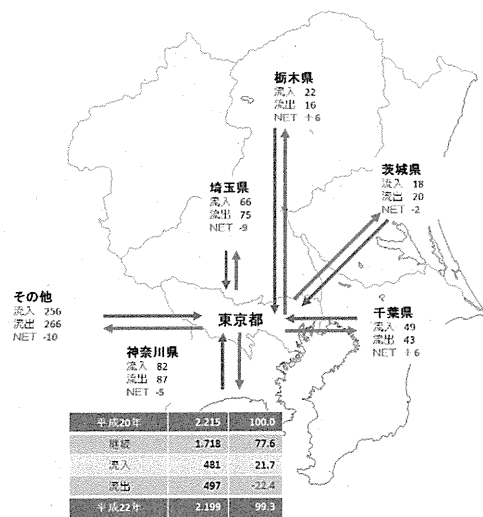 栃木県
流入 22
流出 16
NET +6
茨城県
流入 18
流出 20
NET -2
埼玉県
流入 66
流出 75
NET -9
その他
流入 256
流出 266
NET -10
東京都
千葉県
流入 49
流出 43
NET +6
神奈川県
流入 82
流出 87
NET -5
平成20年 2.215 100.0
継続 1.718 77.6
流入 481 21.7
流出 497 -22.4
平成22年 2.199 99.3